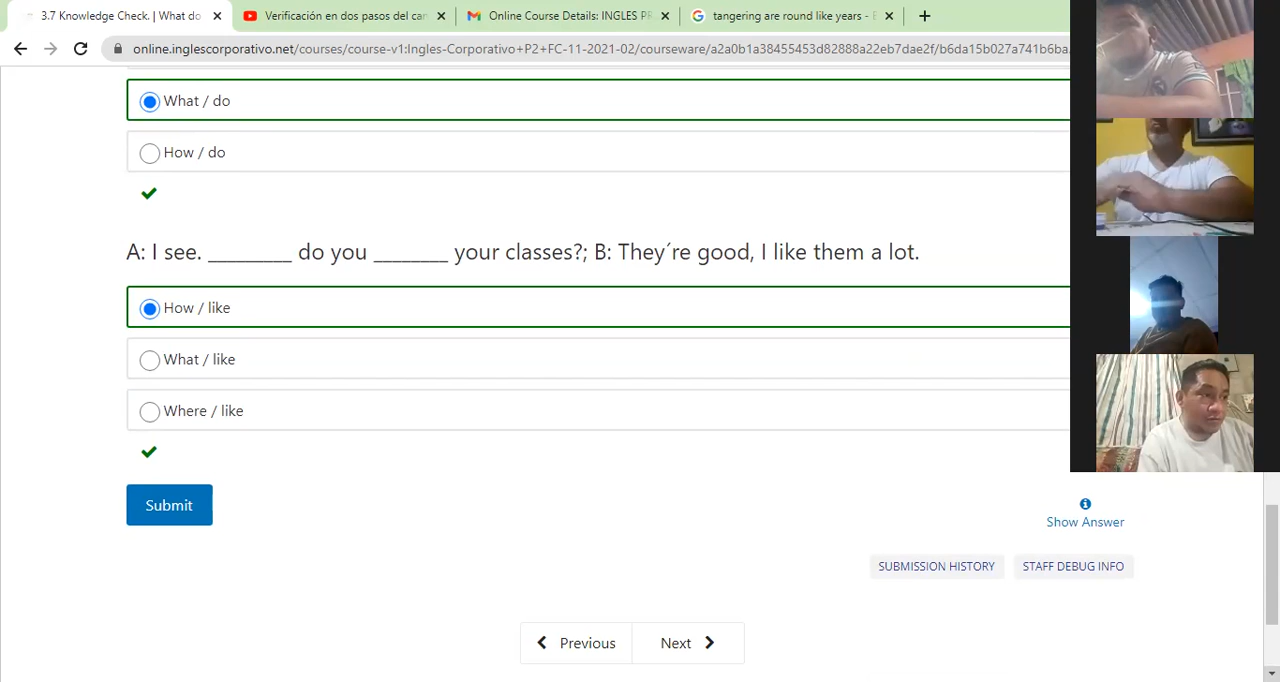 3.7 Knowledge Check. | What do
Verificación en dos pasos del car
Online Course Details: INGLES PR
tangering are round like years -
online.inglescorporativo.net/courses/course-v1:Ingles-Corporativo+P2+FC-11-2021-02/courseware/a2a0b1a38455453d82888a22eb7dae2f/b6da15b027a741b6ba
What / do
How / do
A: I see. _________ do you ________ your classes?; B: They´re good, I like them a lot.
How / like
What / like
Where / like
Submit
Show Answer
SUBMISSION HISTORY
STAFF DEBUG INFO
Previous
Next